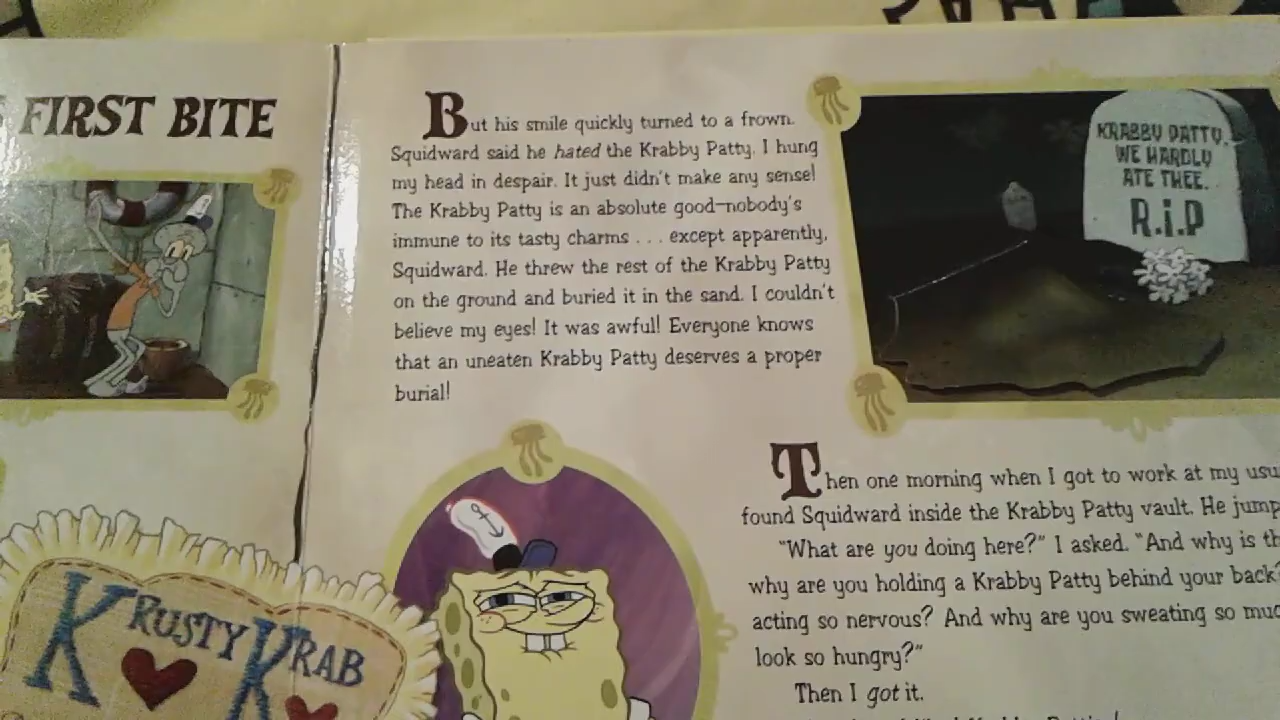 FIRST BITE
But his smile quickly turned to a frown.
Squidward said he hated the Krabby Patty. I hung
my head in despair. It just didn't make any sense!
The Krabby Patty is an absolute good—nobody's
immune to its tasty charms . . . except apparently,
Squidward. He threw the rest of the Krabby Patty
on the ground and buried it in the sand. I couldn't
believe my eyes! It was awful! Everyone knows
that an uneaten Krabby Patty deserves a proper
burial!
KRABBY PATTY,
WE HARDLY
ATE THEE.
R.i.P
Then one morning when I got to work at my
found Squidward inside the Krabby Patty vault. He
"What are you doing here?" I asked. "And why is
why are you holding a Krabby Patty behind your back?
acting so nervous? And why are you sweating so
look so hungry?"
Then I got it.
KRUSTY KRAB